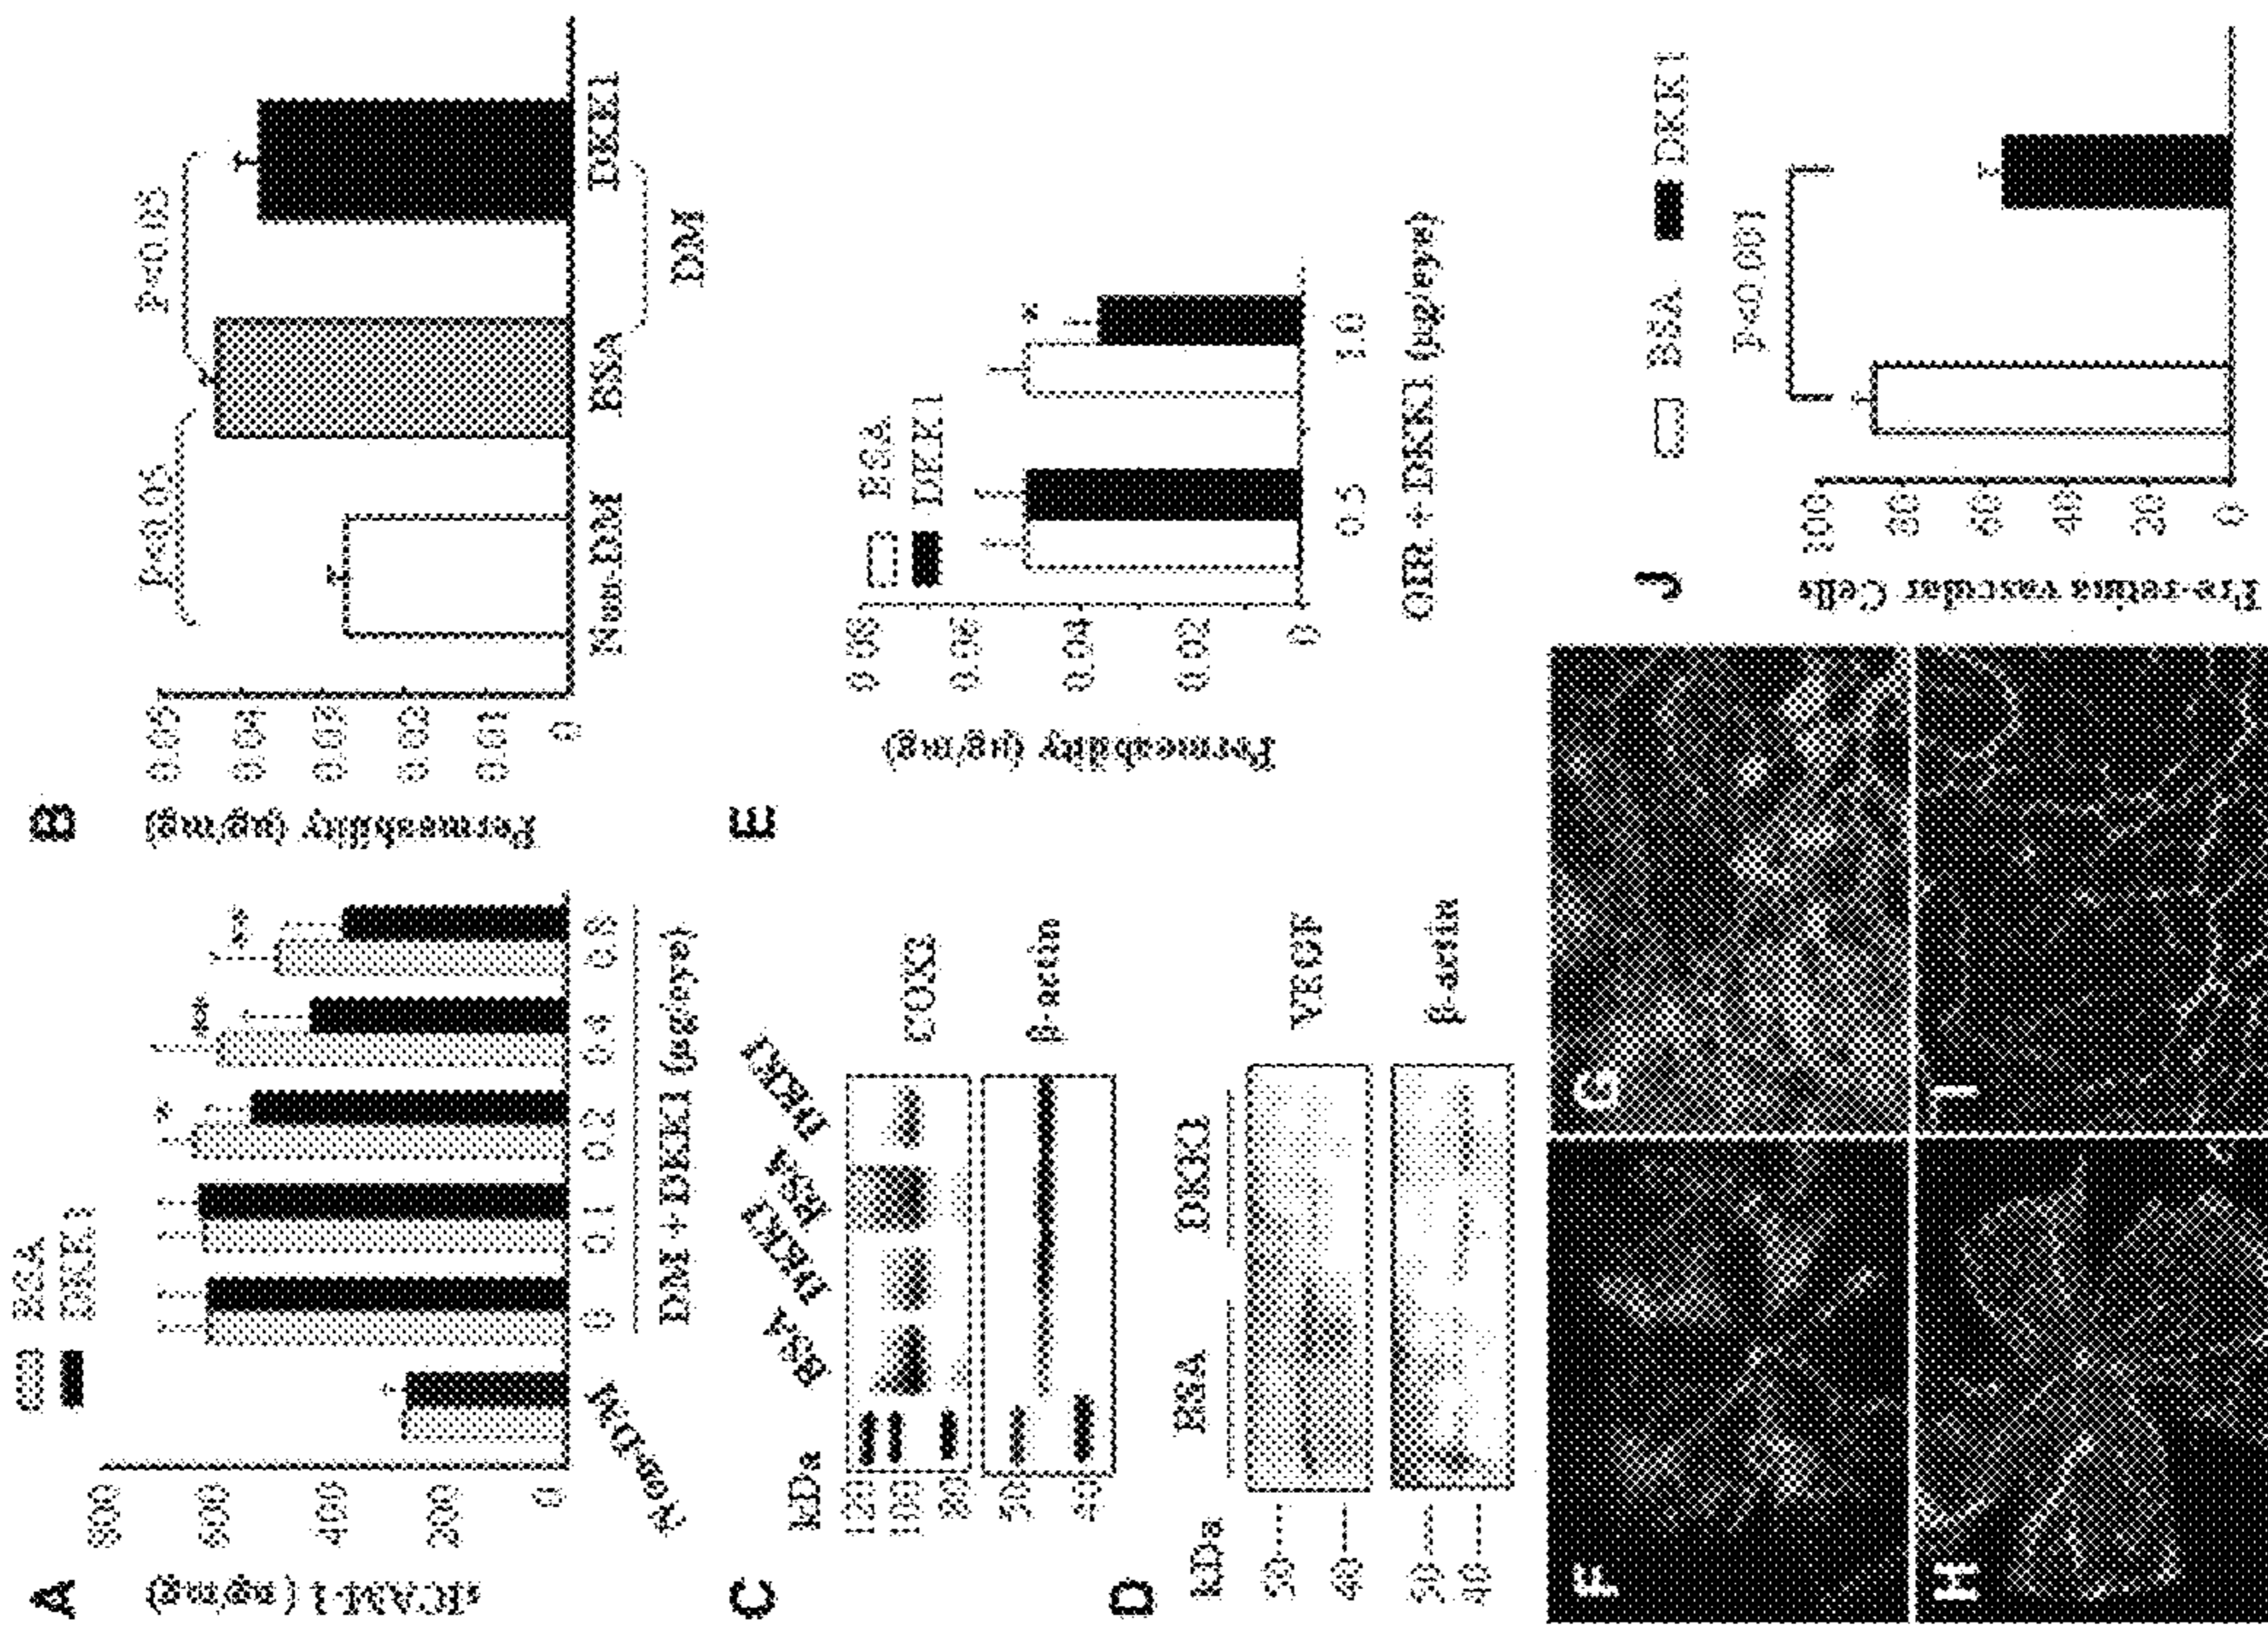 A
sICAM-1 (ng/mg)
800
600
400
200
0
BSA
DKK1
Non-DM
0
0.1
0.2
0.4
0.8
*
**
**
DM + DKK1 (μg/eye)
B
Permeability (μg/mg)
0.05
0.04
0.03
0.02
0.01
0
P<0.05
P<0.05
Non-DM
BSA
DKK1
DM
C
kDa
BSA
DKK1
BSA
DKK1
120
100
80
COX2
50
40
β-actin
D
kDa
BSA
DKK1
50
40
VEGF
50
40
β-actin
E
Permeability (μg/mg)
0.08
0.06
0.04
0.02
0
BSA
DKK1
*
0.5
1.0
OIR + DKK1 (μg/eye)
F
G
H
I
J
BSA
DKK1
Pre-retina vascular Cells
100
80
60
40
20
0
P<0.001